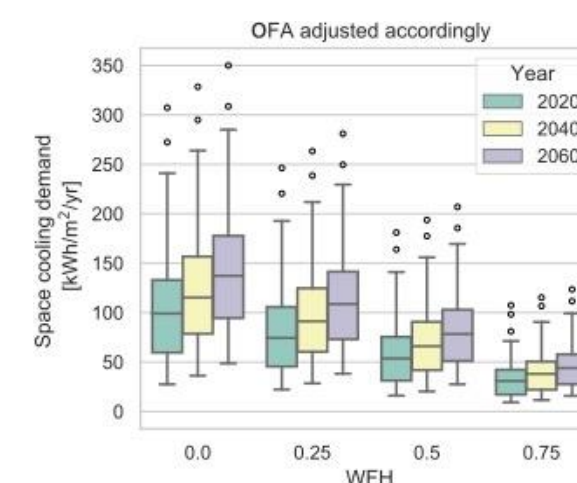 OFA adjusted accordingly
Space cooling demand
[kWh/m²/yr]
350
300
250
200
150
100
50
0
Year
2020
2040
2060
0.0 0.25 0.5 0.75
WFH